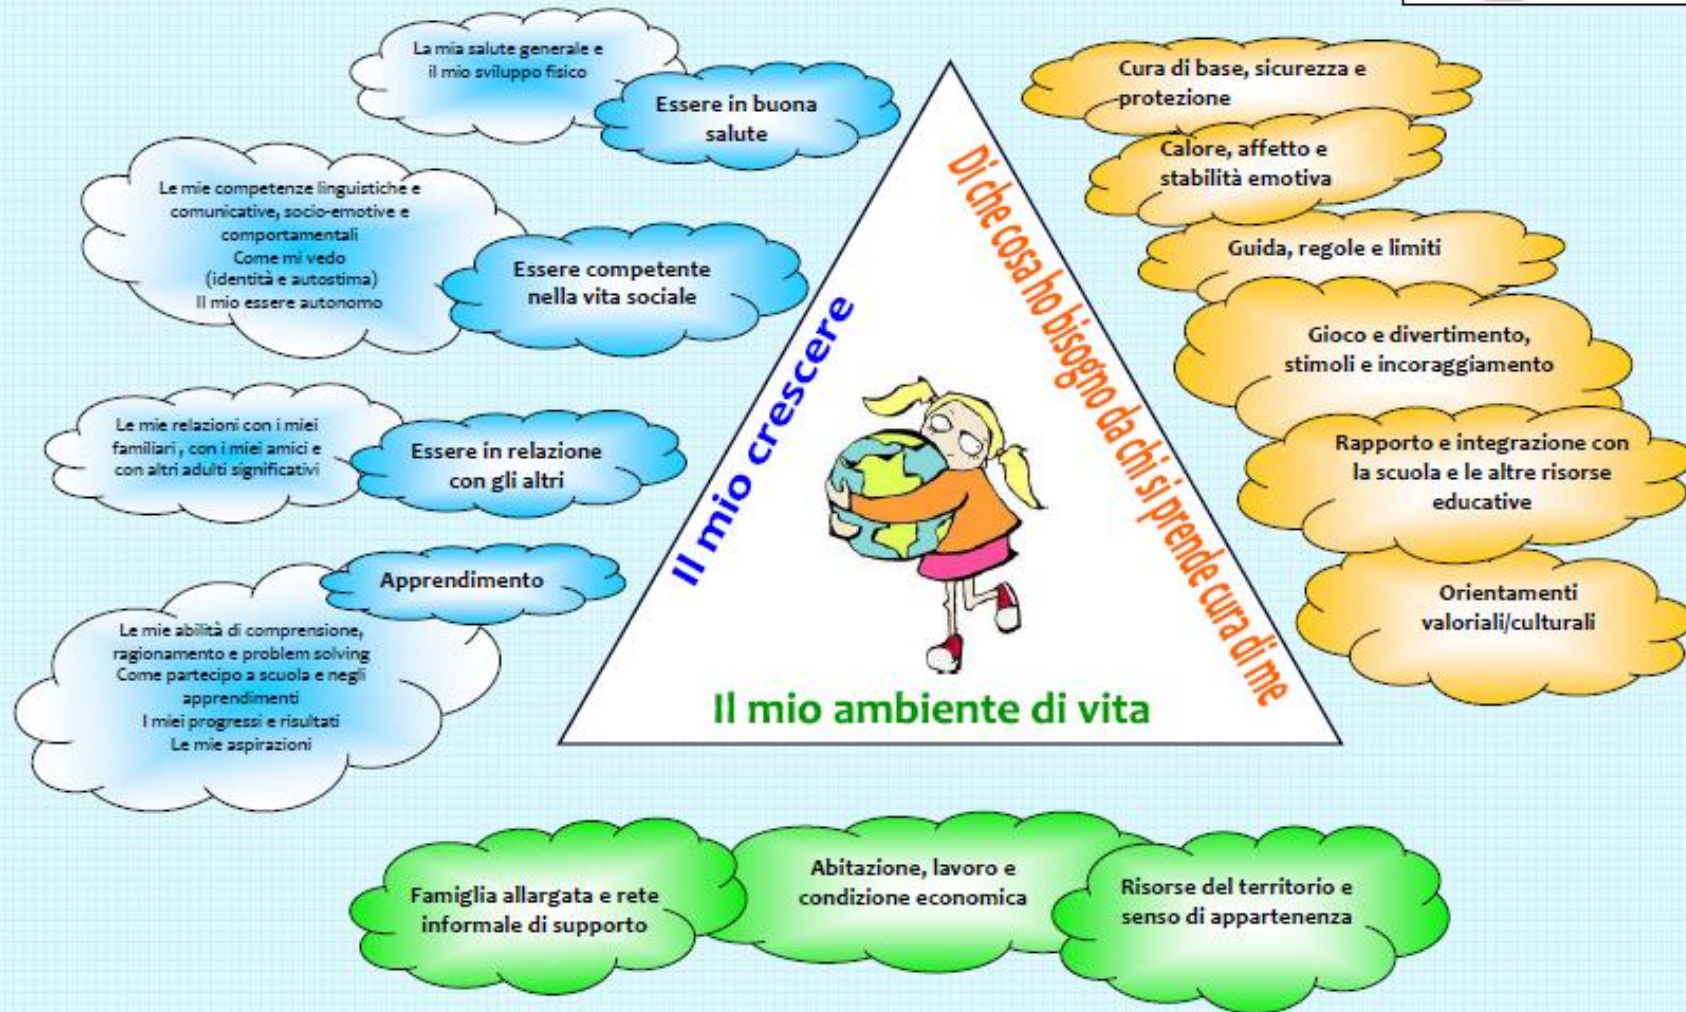 La mia salute generale e
il mio sviluppo fisico
Essere in buona
salute
Le mie competenze linguistiche e
comunicative, socio-emotive e
comportamentali
Come mi vedo
(identità e autostima)
Il mio essere autonomo
Essere competente
nella vita sociale
Le mie relazioni con i miei
familiari , con i miei amici e
con altri adulti significativi
Essere in relazione
con gli altri
Apprendimento
Le mie abilità di comprensione,
ragionamento e problem solving
Come partecipo a scuola e negli
apprendimenti
I miei progressi e risultati
Le mie aspirazioni
Il mio crescere
Di che cosa ho bisogno da chi si prende cura di me
Il mio ambiente di vita
Cura di base, sicurezza e
protezione
Calore, affetto e
stabilità emotiva
Guida, regole e limiti
Gioco e divertimento,
stimoli e incoraggiamento
Rapporto e integrazione con
la scuola e le altre risorse
educative
Orientamenti
valoriali/culturali
Famiglia allargata e rete
informale di supporto
Abitazione, lavoro e
condizione economica
Risorse del territorio e
senso di appartenenza